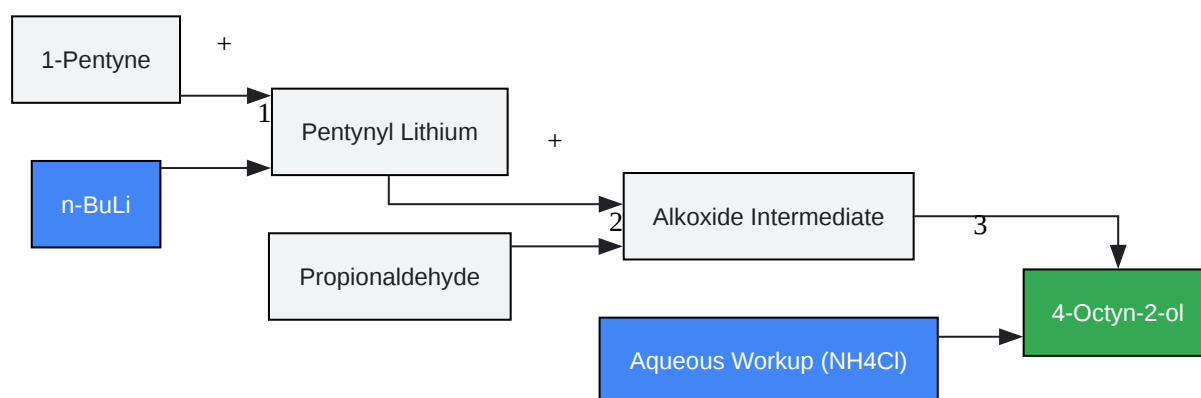 1-Pentyne
+
1
Pentynyl Lithium
n-BuLi
+
2
Alkoxide Intermediate
3
Propionaldehyde
4-Octyn-2-ol
Aqueous Workup (NH4Cl)